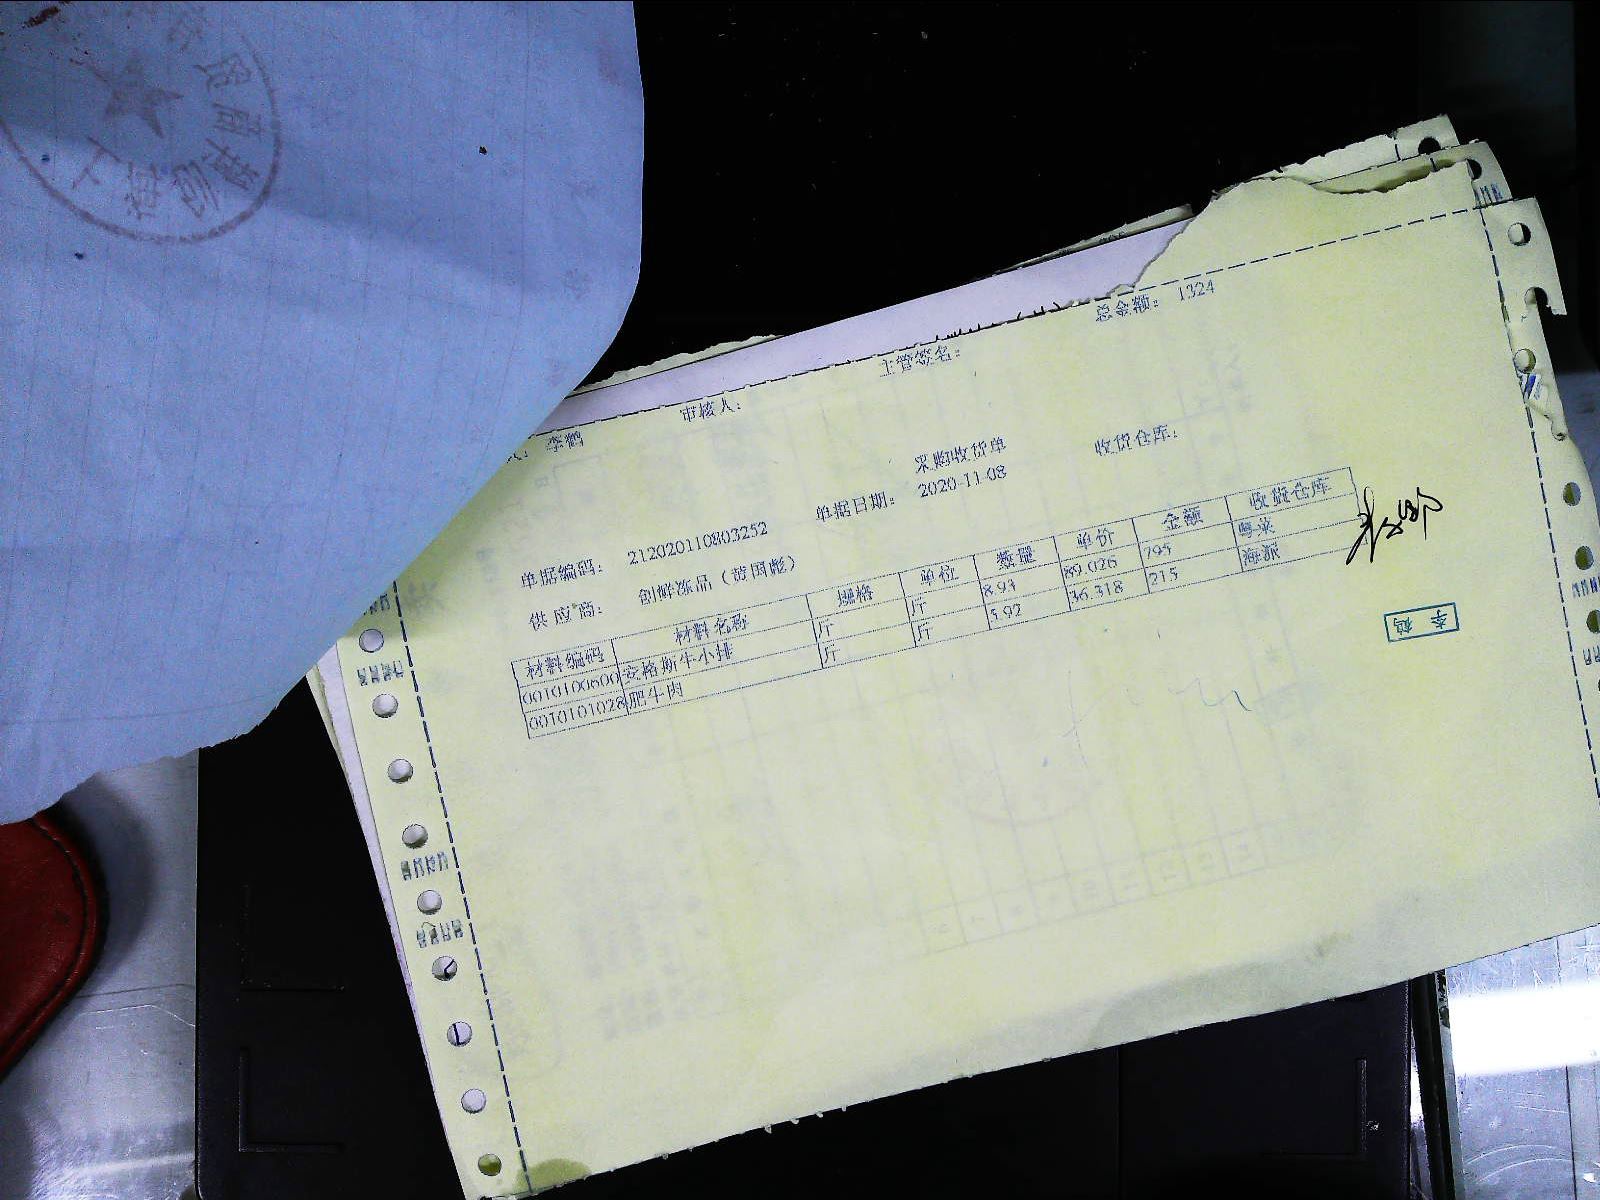 总金额： 1324
主管签名：
审核人：
李鹤
采购收货单
收货仓库：
单据编码： 212020110803252
单据日期： 2020-11-08
供 应 商： 创鲜冻品（黄国彪）
材料编码 材料名称 规格 单位 数量 单价 金额 收货仓库
0010100600 安格斯牛小排 斤 斤 8.93 89.026 795 粤菜
0010101028 肥牛肉 斤 斤 5.92 36.318 215 海派
李 鹤